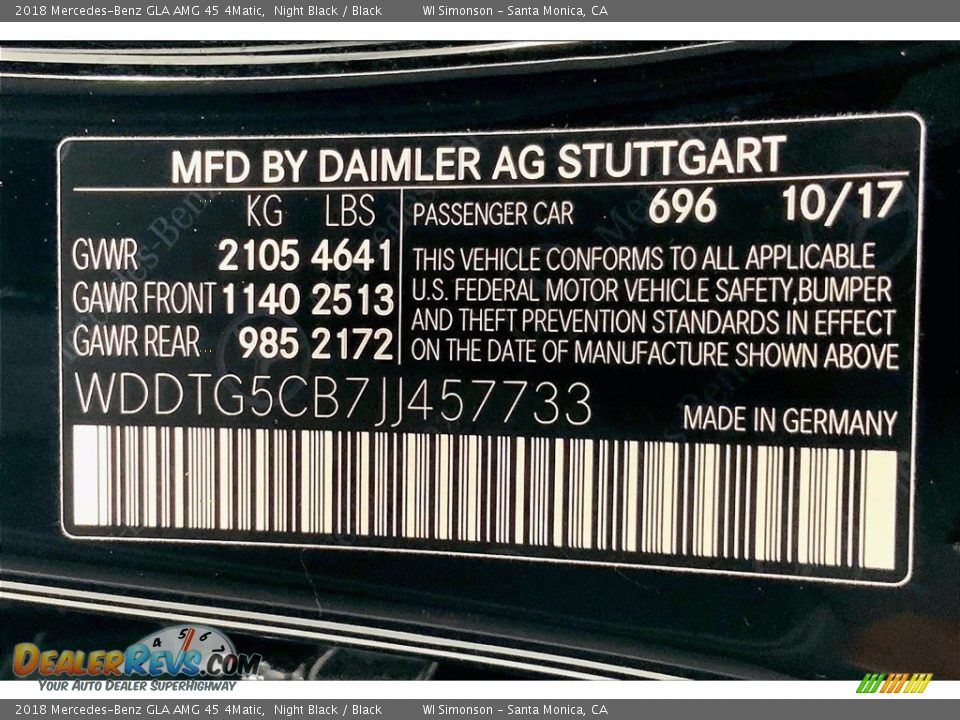 2018 Mercedes-Benz GLA AMG 45 4Matic, Night Black / Black WI Simonson - Santa Monica, CA
MFD BY DAIMLER AG STUTTGART
KG LBS PASSENGER CAR 696 10/17
GVWR 2105 4641
GAWR FRONT 1140 2513
GAWR REAR 985 2172
THIS VEHICLE CONFORMS TO ALL APPLICABLE
U.S. FEDERAL MOTOR VEHICLE SAFETY,BUMPER
AND THEFT PREVENTION STANDARDS IN EFFECT
ON THE DATE OF MANUFACTURE SHOWN ABOVE
WDDTG5CB7JJ457733
MADE IN GERMANY
4 5 6
DEALERREVS.COM
YOUR AUTO DEALER SUPERHIGHWAY
2018 Mercedes-Benz GLA AMG 45 4Matic, Night Black / Black WI Simonson - Santa Monica, CA